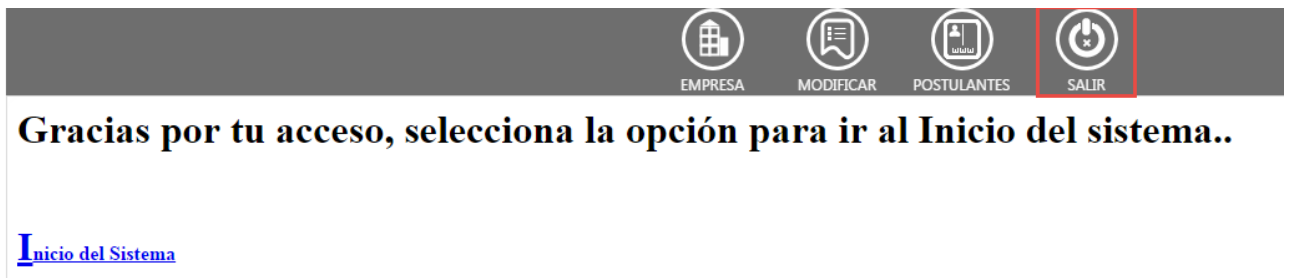 EMPRESA MODIFICAR POSTULANTES SALIR
Gracias por tu acceso, selecciona la opción para ir al Inicio del sistema..
Inicio del Sistema